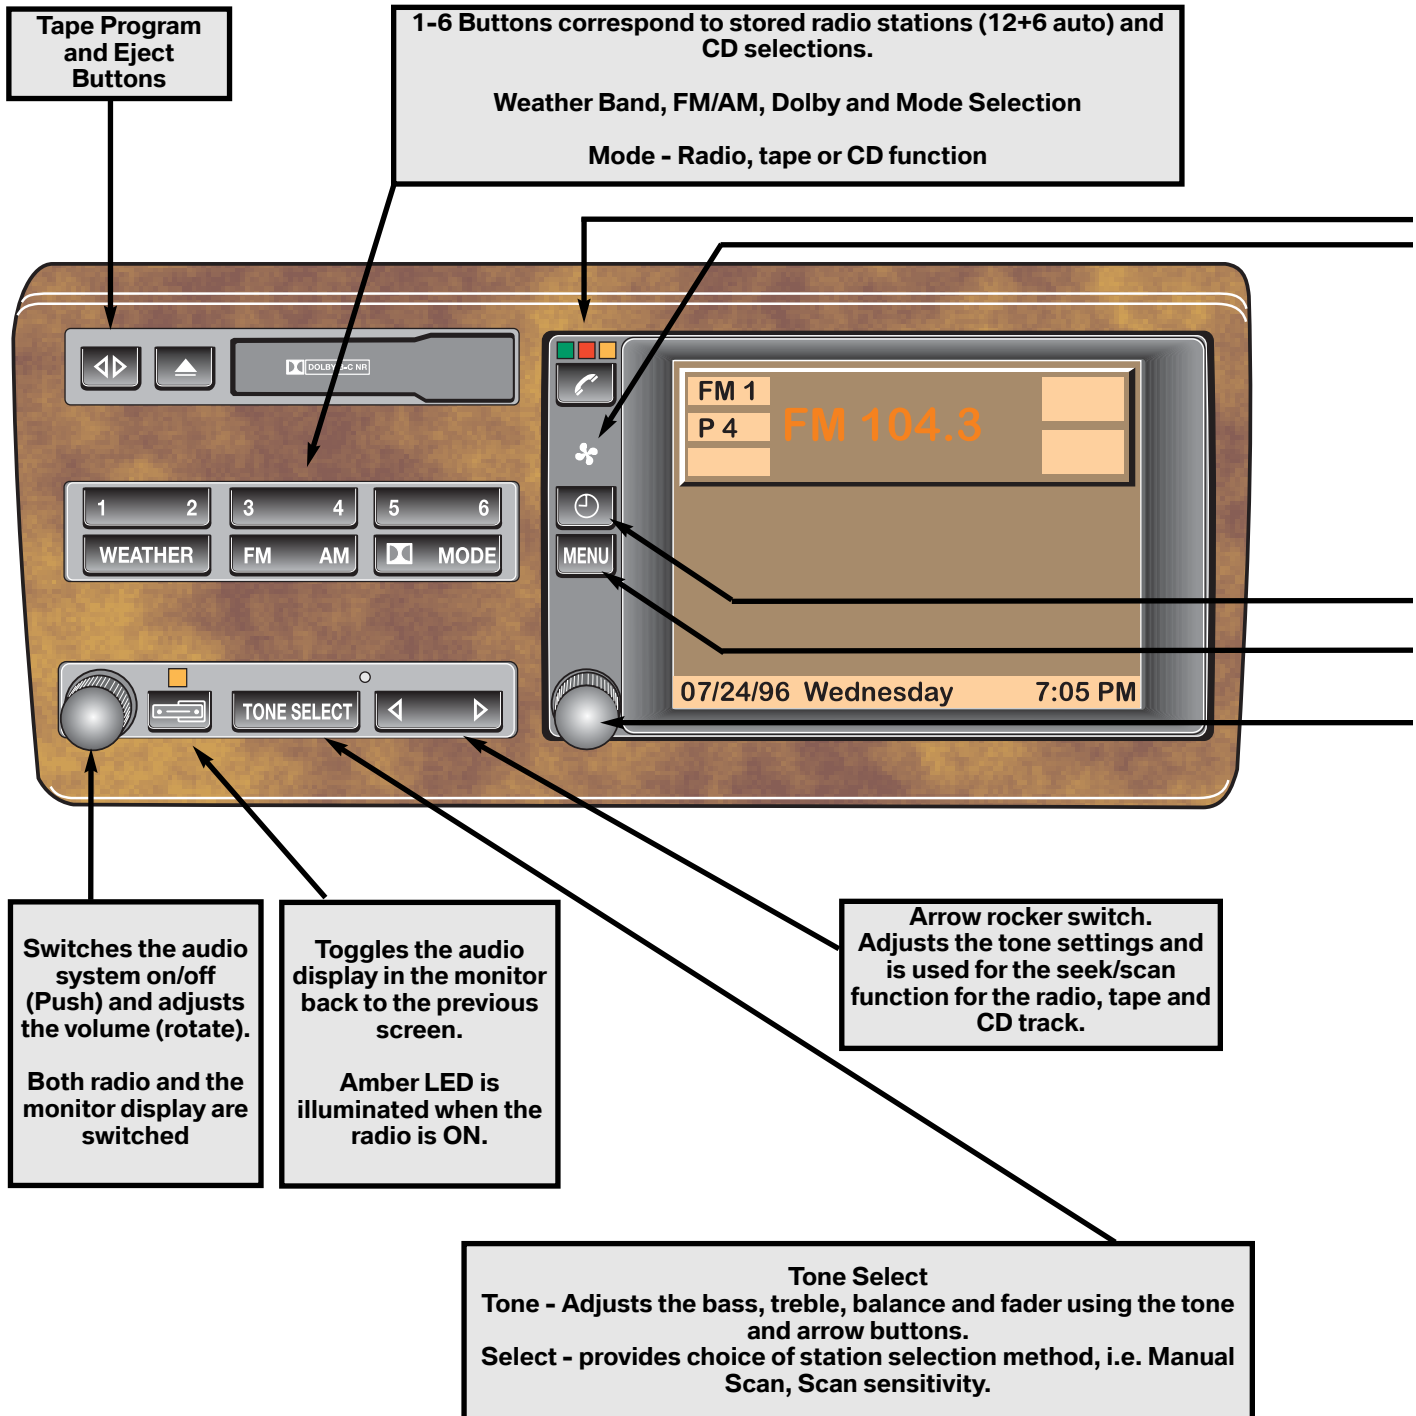 Tape Program
and Eject
Buttons
1-6 Buttons correspond to stored radio stations (12+6 auto) and
CD selections.
Weather Band, FM/AM, Dolby and Mode Selection
Mode - Radio, tape or CD function
DOLBY B-C NR
FM 1
P 4
FM 104.3
1 2 3 4 5 6
WEATHER FM AM MODE
MENU
TONE SELECT
07/24/96 Wednesday 7:05 PM
Switches the audio
system on/off
(Push) and adjusts
the volume (rotate).
Both radio and the
monitor display are
switched
Toggles the audio
display in the monitor
back to the previous
screen.
Amber LED is
illuminated when the
radio is ON.
Arrow rocker switch.
Adjusts the tone settings and
is used for the seek/scan
function for the radio, tape and
CD track.
Tone Select
Tone - Adjusts the bass, treble, balance and fader using the tone
and arrow buttons.
Select - provides choice of station selection method, i.e. Manual
Scan, Scan sensitivity.